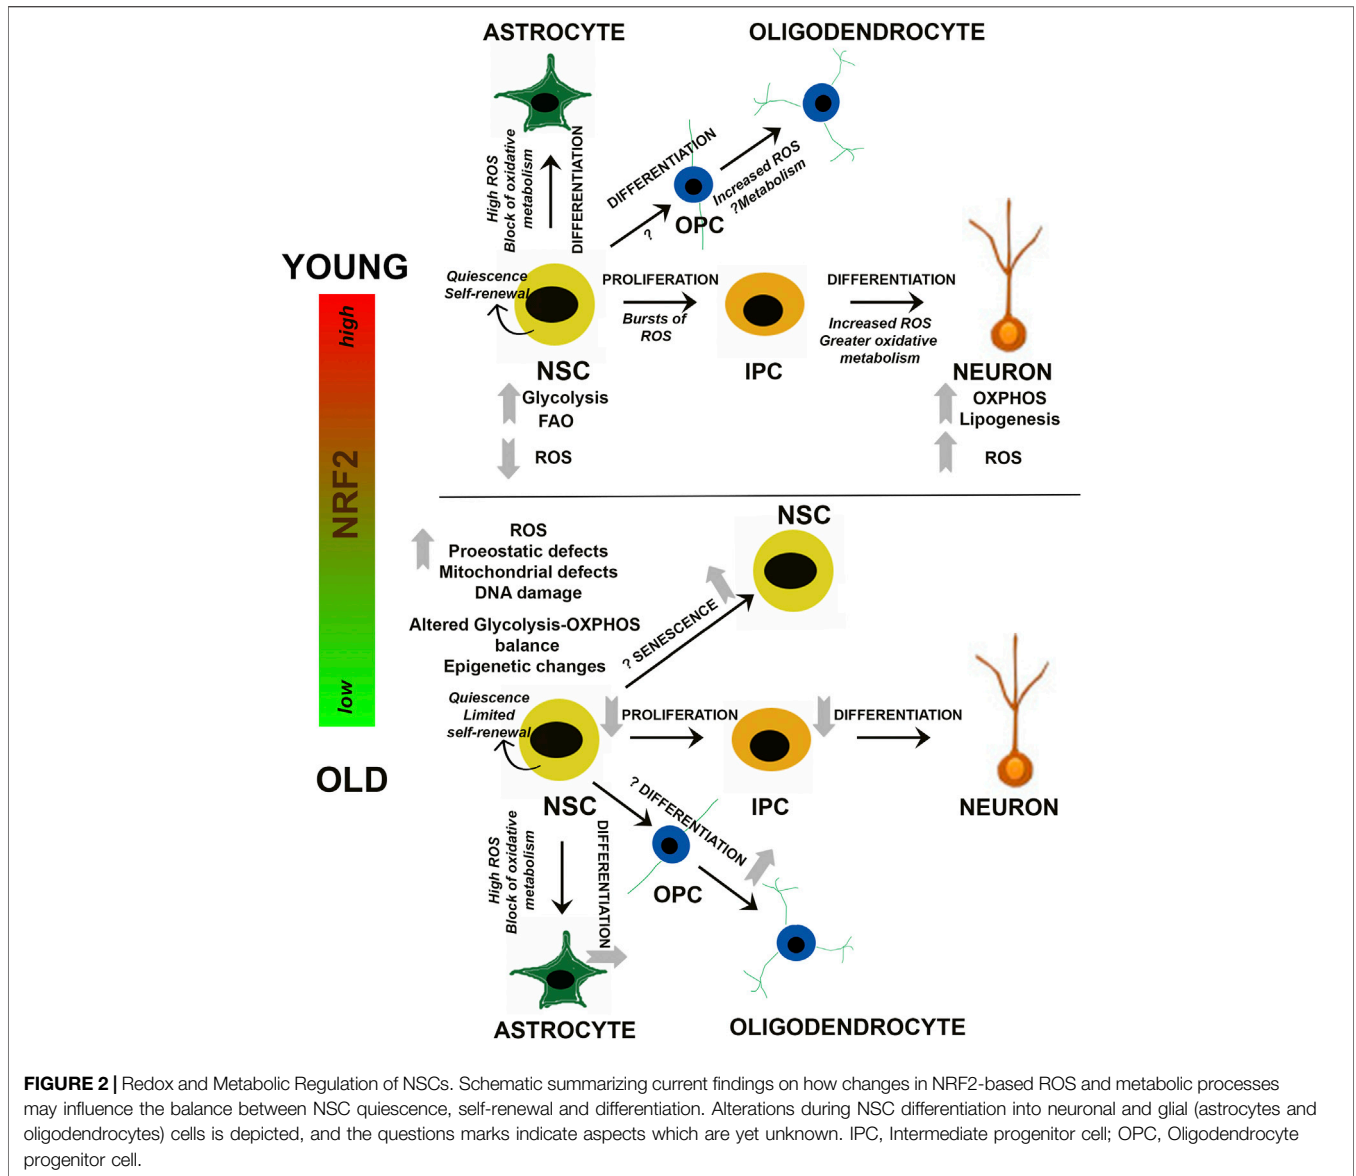 ASTROCYTE
OLIGODENDROCYTE
High ROS
Block of oxidative
metabolism
DIFFERENTIATION
DIFFERENTIATION
?
OPC
Increased ROS
?Metabolism
YOUNG
Quiescence
Self-renewal
NSC
PROLIFERATION
Bursts of
ROS
IPC
DIFFERENTIATION
Increased ROS
Greater oxidative
metabolism
NEURON
Glycolysis
FAO
ROS
OXPHOS
Lipogenesis
ROS
high
NRF2
low
OLD
ROS
Proeostatic defects
Mitochondrial defects
DNA damage
Altered Glycolysis-OXPHOS
balance
Epigenetic changes
? SENESCENCE
NSC
Quiescence
Limited
self-renewal
NSC
PROLIFERATION
IPC
DIFFERENTIATION
NEURON
? DIFFERENTIATION
OPC
OLIGODENDROCYTE
High ROS
Block of oxidative
metabolism
DIFFERENTIATION
ASTROCYTE
FIGURE 2 | Redox and Metabolic Regulation of NSCs. Schematic summarizing current findings on how changes in NRF2-based ROS and metabolic processes
may influence the balance between NSC quiescence, self-renewal and differentiation. Alterations during NSC differentiation into neuronal and glial (astrocytes and
oligodendrocytes) cells is depicted, and the questions marks indicate aspects which are yet unknown. IPC, Intermediate progenitor cell; OPC, Oligodendrocyte
progenitor cell.